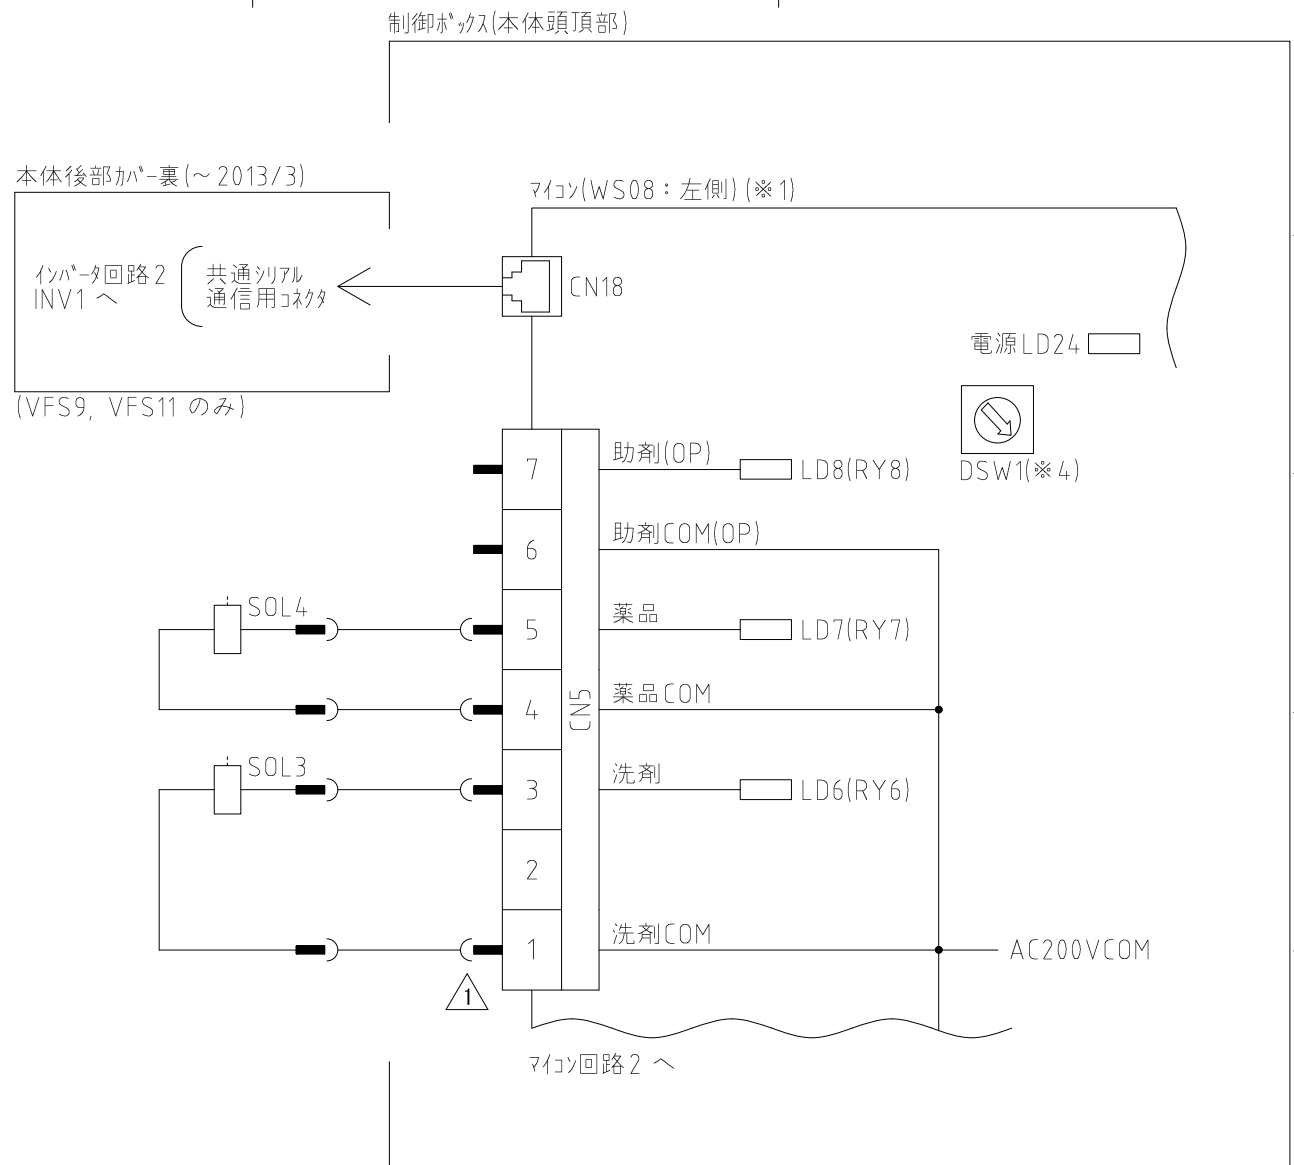 制御ﾎﾞｯｸｽ(本体頭頂部)
本体後部ｶﾊﾞｰ裏(～2013/3)
ﾏｲｺﾝ(WS08：左側)(※1)
ｲﾝﾊﾞｰﾀ回路2
INV1 へ
共通ｼﾘｱﾙ
通信用ｺﾈｸﾀ
CN18
電源LD24
(VFS9, VFS11 のみ)
DSW1(※4)
7
助剤(OP)
LD8(RY8)
6
助剤COM(OP)
SOL4
5
薬品
LD7(RY7)
4
薬品COM
CN5
SOL3
3
洗剤
LD6(RY6)
2
1
洗剤COM
AC200VCOM
1
ﾏｲｺﾝ回路2 へ